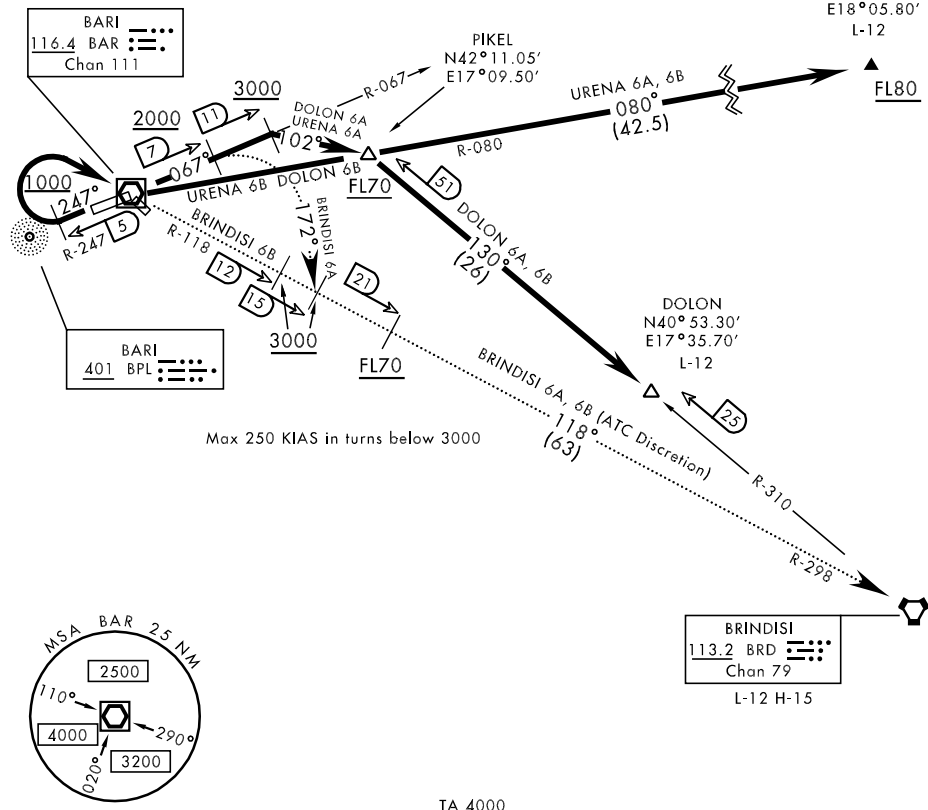 E18°05.80'
L-12
FL80
BARI
116.4 BAR
Chan 111
PIKEL
N42°11.05'
E17°09.50'
R-067
3000
11
2000
7
DOLON 6A
URENA 6A
102°
067°
URENA 6A, 6B
080°
(42.5)
R-080
1000
247°
R-247
5
URENA 6B DOLON 6B
FL70
51
DOLON 6A, 6B
130°
(26)
BRINDISI 6A
172°
BRINDISI 6B
R-118
12
15
3000
21
FL70
BARI
401 BPL
DOLON
N40°53.30'
E17°35.70'
L-12
25
BRINDISI 6A, 6B (ATC Discretion)
118°
(63)
Max 250 KIAS in turns below 3000
R-310
R-298
BRINDISI
113.2 BRD
Chan 79
L-12 H-15
MSA BAR 25 NM
2500
110°
4000
290°
020°
3200
TA 4000